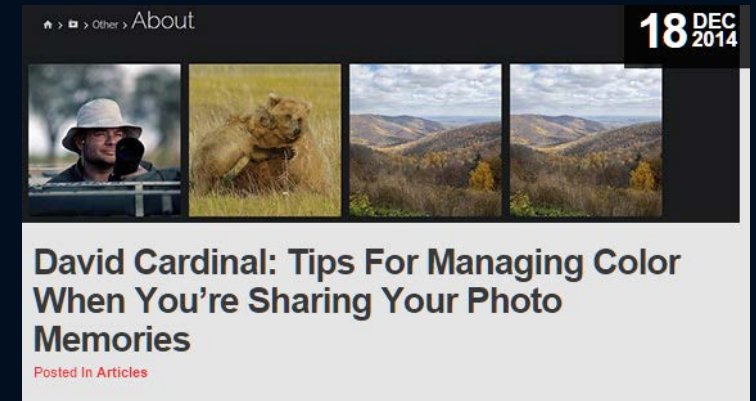 > > Other > About
18 DEC 2014
David Cardinal: Tips For Managing Color
When You're Sharing Your Photo
Memories
Posted In Articles